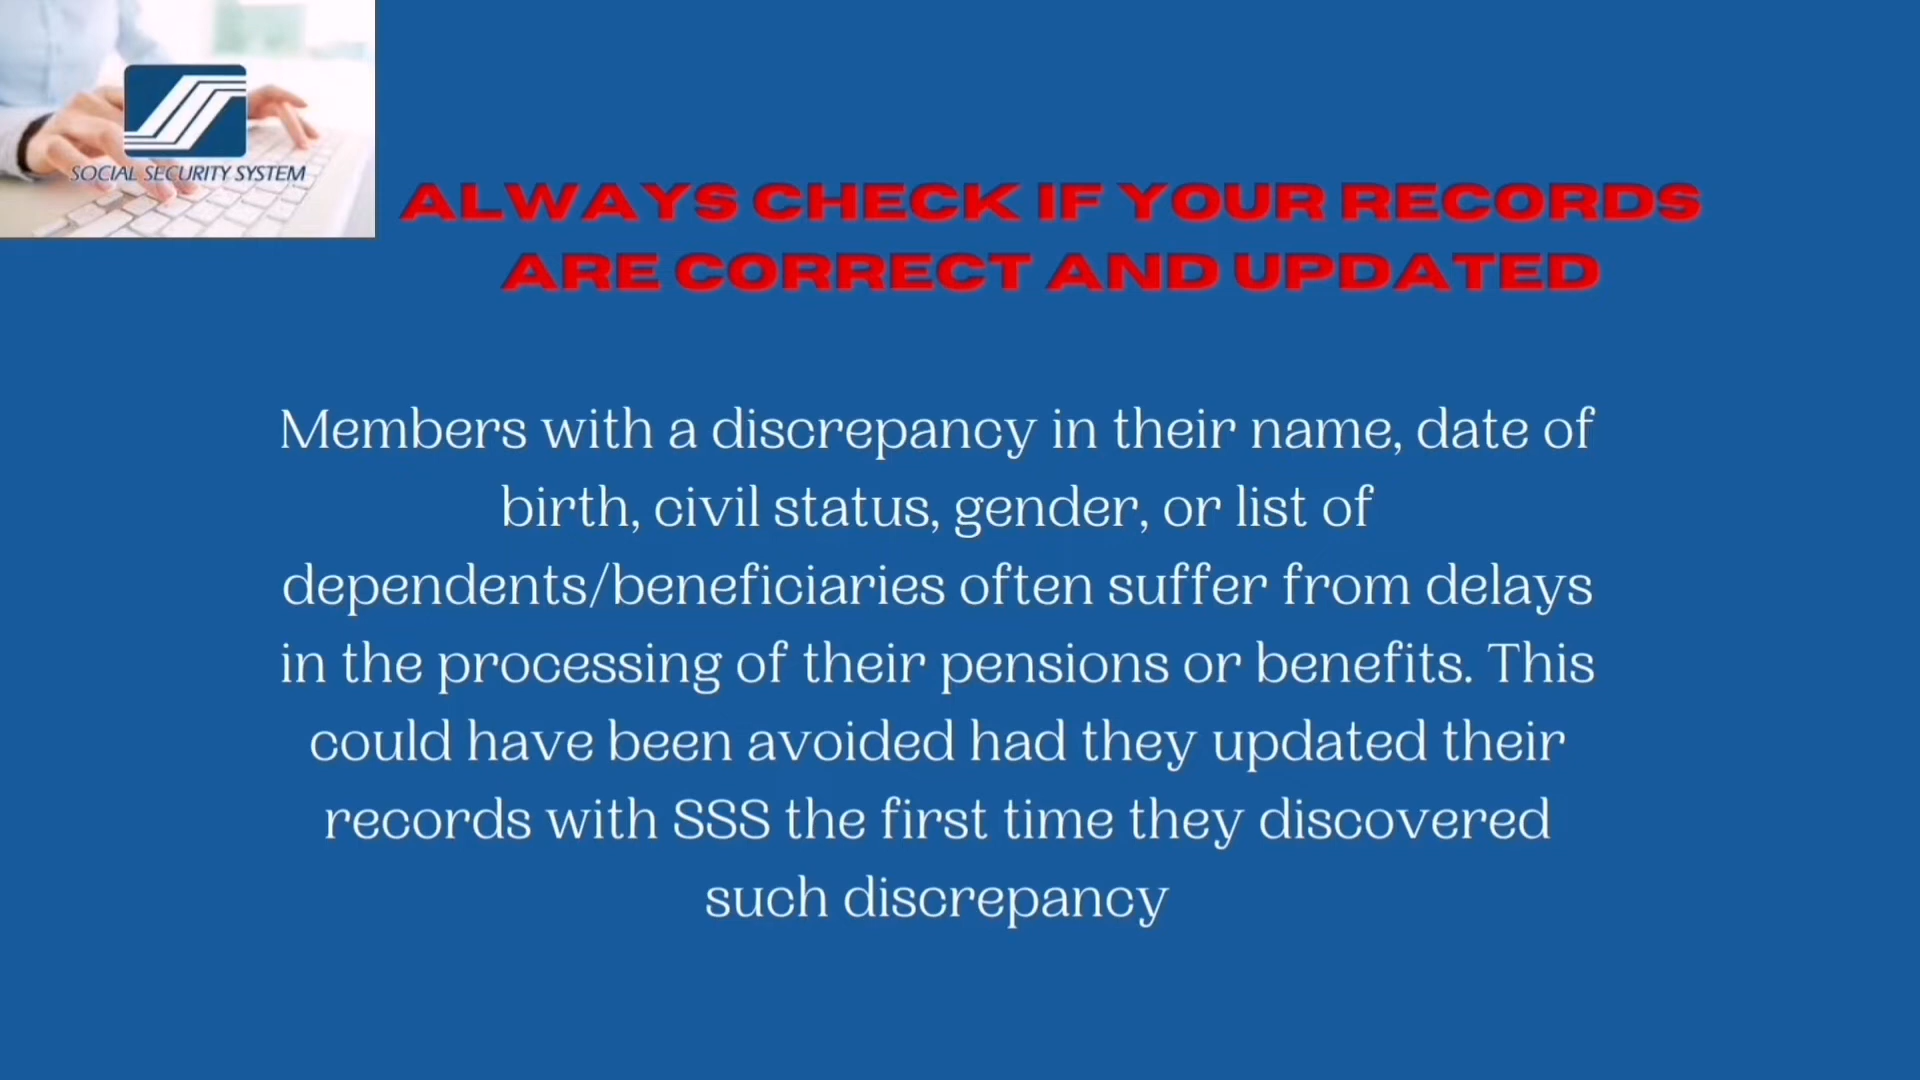 SOCIAL SECURITY SYSTEM
ALWAYS CHECK IF YOUR RECORDS
ARE CORRECT AND UPDATED
Members with a discrepancy in their name, date of
birth, civil status, gender, or list of
dependents/beneficiaries often suffer from delays
in the processing of their pensions or benefits. This
could have been avoided had they updated their
records with SSS the first time they discovered
such discrepancy